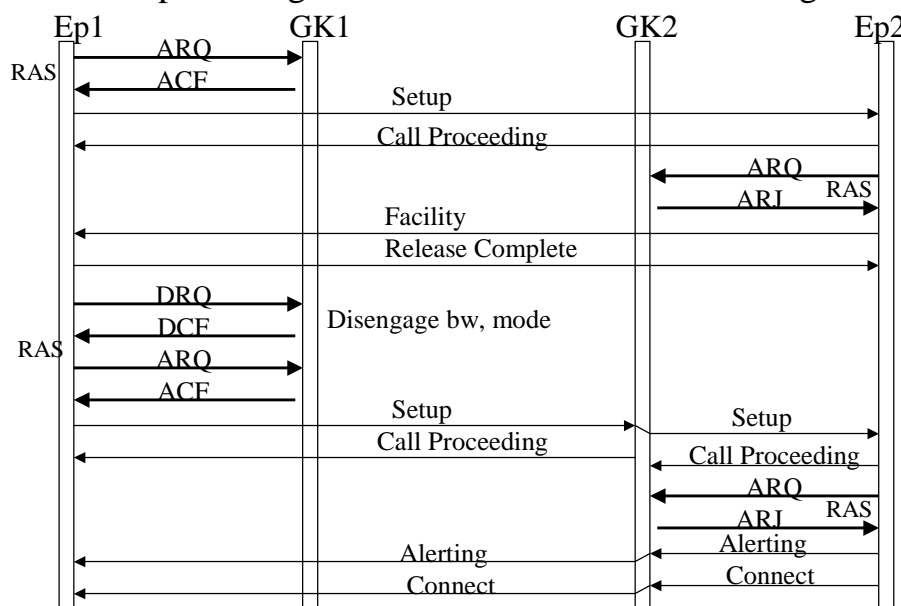 Ep1 GK1 GK2 Ep2
ARQ
RAS
ACF
Setup
Call Proceeding
ARQ
RAS
ARJ
Facility
Release Complete
DRQ
Disengage bw, mode
DCF
RAS
ARQ
ACF
Setup
Setup
Call Proceeding
Call Proceeding
ARQ
RAS
ARJ
Alerting
Alerting
Connect
Connect